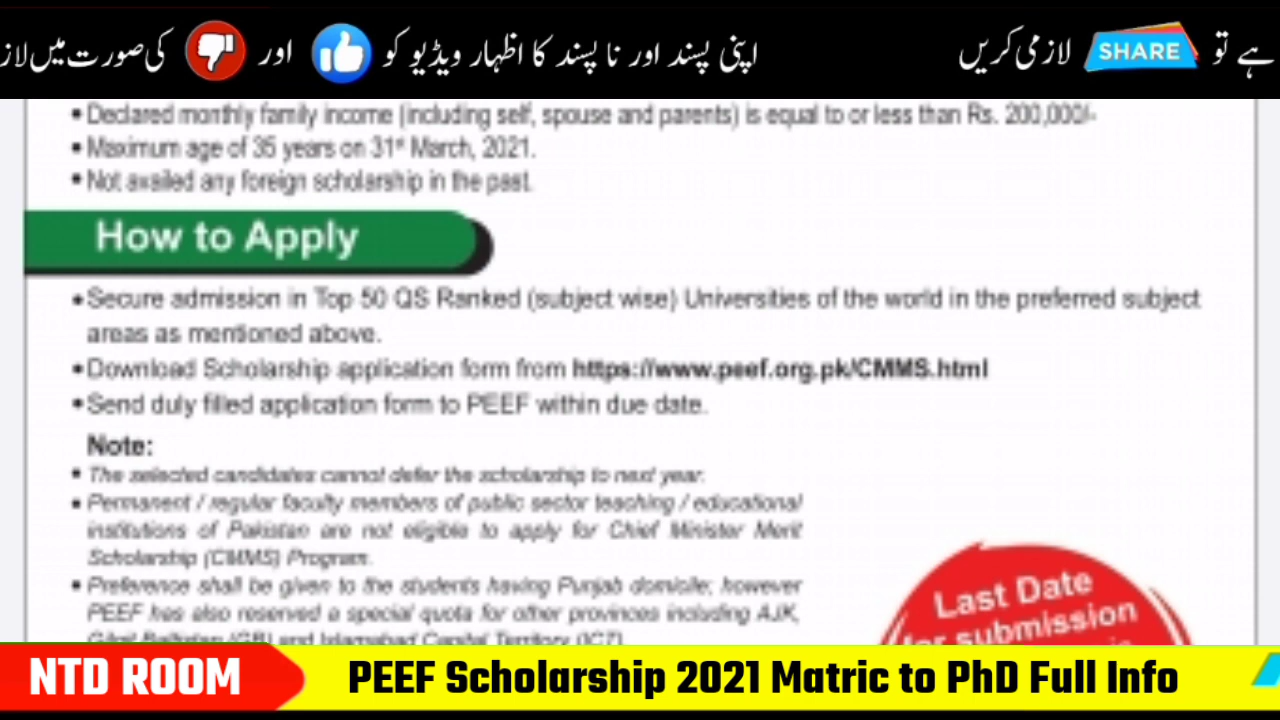 ہے تو SHARE لازمی کریں
اپنی پسند اور نا پسند کا اظہار ویڈیو کو
اور
کی صورت میں
• Declared monthly family income (including self, spouse and parents) is equal to or less than Rs. 200,000/-
• Maximum age of 35 years on 31st March, 2021.
• Not availed any foreign scholarship in the past.
How to Apply
• Secure admission in Top 50 QS Ranked (subject wise) Universities of the world in the preferred subject
areas as mentioned above.
• Download Scholarship application form from https://www.peef.org.pk/CMMS.html
• Send duly filled application form to PEEF within due date.
Note:
• The selected candidates cannot defer the scholarship to next year.
• Permanent / regular faculty members of public sector teaching / educational
institutions of Pakistan are not eligible to apply for Chief Minister Merit
Scholarship (CMMS) Program.
• Preference shall be given to the students having Punjab domicile; however
PEEF has also reserved a special quota for other provinces including AJK,
Gilgit Baltistan (GB) and Islamabad Capital Territory (ICT).
Last Date
for submission
NTD ROOM
PEEF Scholarship 2021 Matric to PhD Full Info